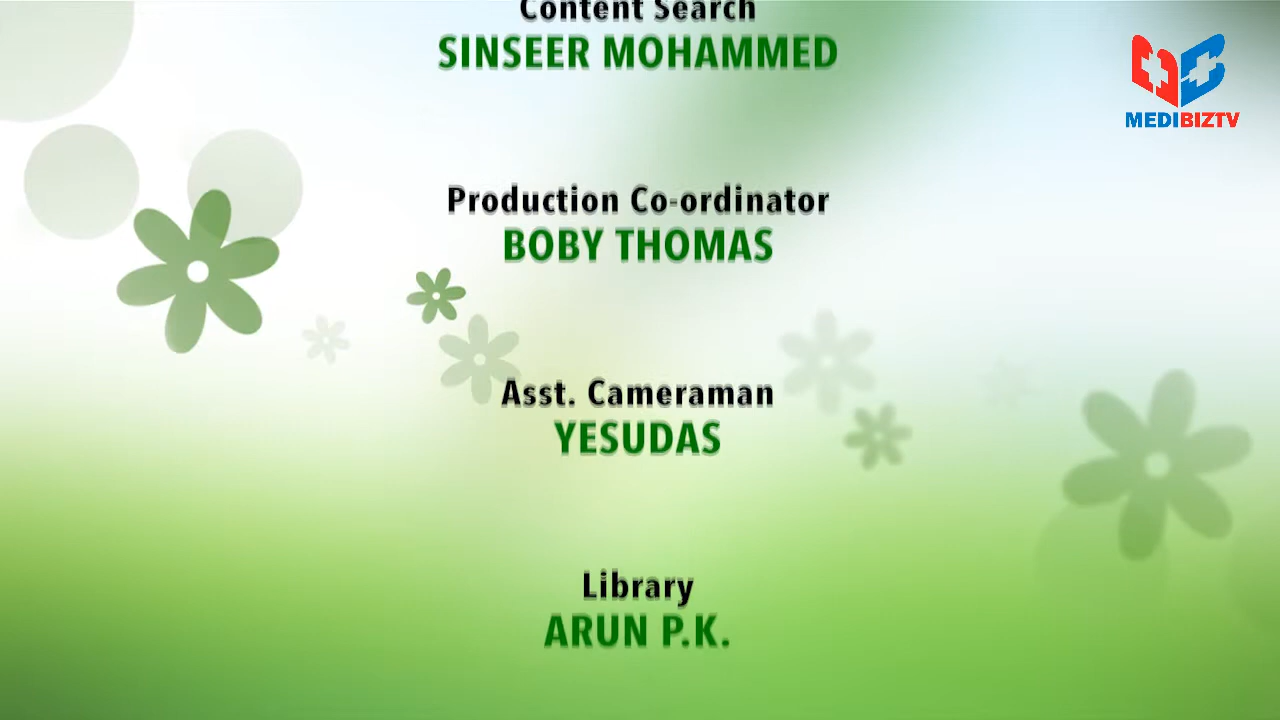 Content Search
SINSEER MOHAMMED
MEDIBIZTV
Production Co-ordinator
BOBY THOMAS
Asst. Cameraman
YESUDAS
Library
ARUN P.K.